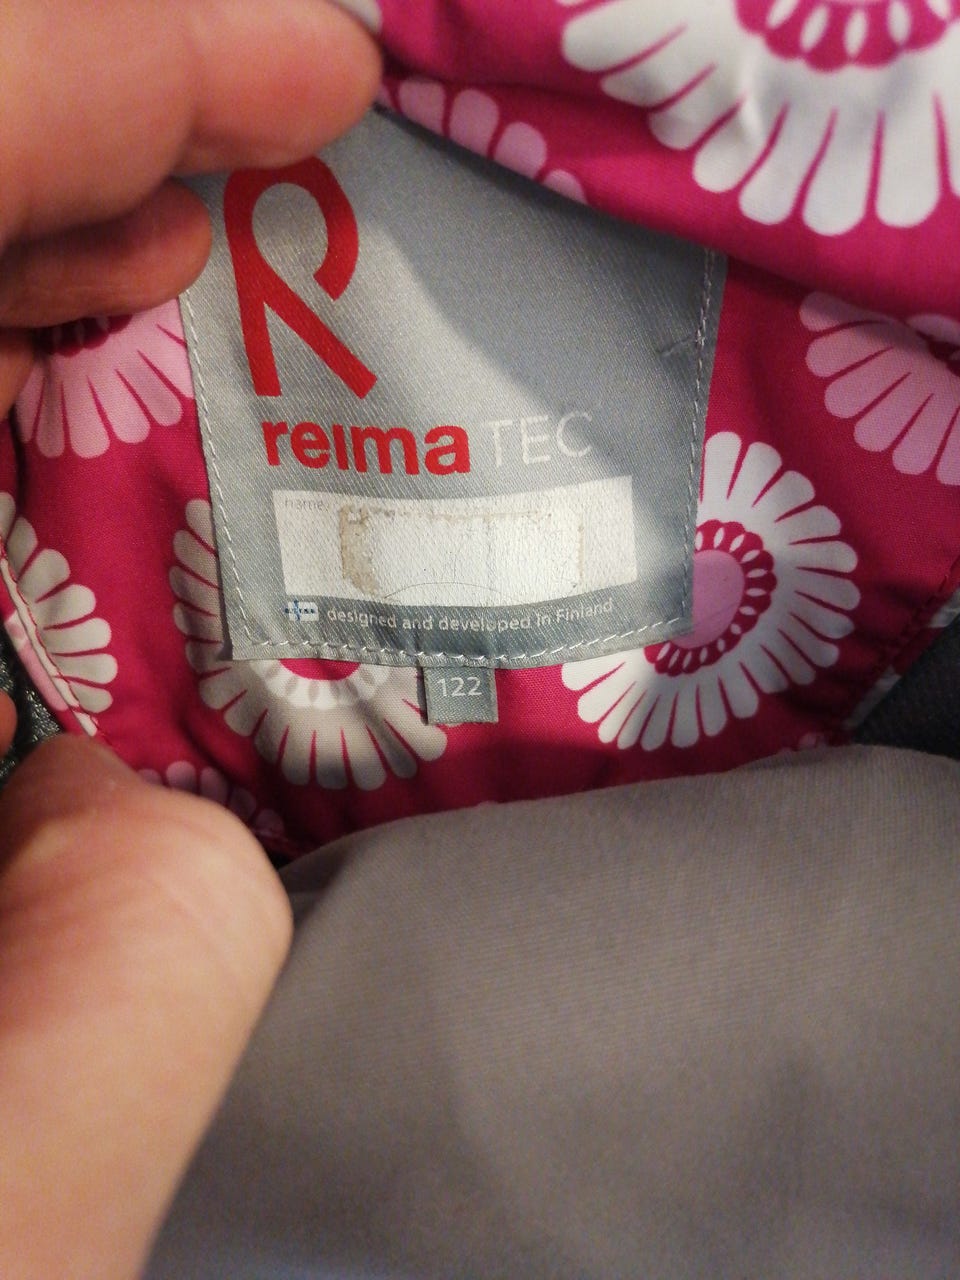 reima TEC
name:
designed and developed in Finland
122